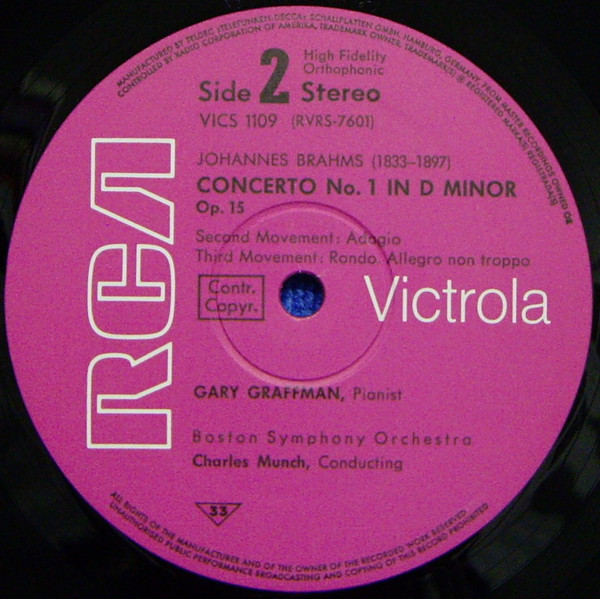 MANUFACTURED BY TELDEC »TELEFUNKEN-DECCA« SCHALLPLATTEN GMBH, HAMBURG, GERMANY, FROM MASTER RECORDINGS OWNED OR
CONTROLLED BY RADIO CORPORATION OF AMERICA, TRADEMARK OWNER. TRADEMARK(S) ® REGISTERED MARKA(S) REGISTRADA(S)
Side 2
High Fidelity
Orthophonic
Stereo
VICS 1109 (RVRS-7601)
JOHANNES BRAHMS (1833–1897)
CONCERTO No. 1 IN D MINOR
Op. 15
Second Movement: Adagio
Third Movement: Rondo. Allegro non troppo
Contr.
Copyr.
RCA
Victrola
GARY GRAFFMAN, Pianist
Boston Symphony Orchestra
Charles Munch, Conducting
33
ALL RIGHTS OF THE MANUFACTURER AND OF THE OWNER OF THE RECORDED WORK RESERVED
UNAUTHORISED PUBLIC PERFORMANCE BROADCASTING AND COPYING OF THIS RECORD PROHIBITED